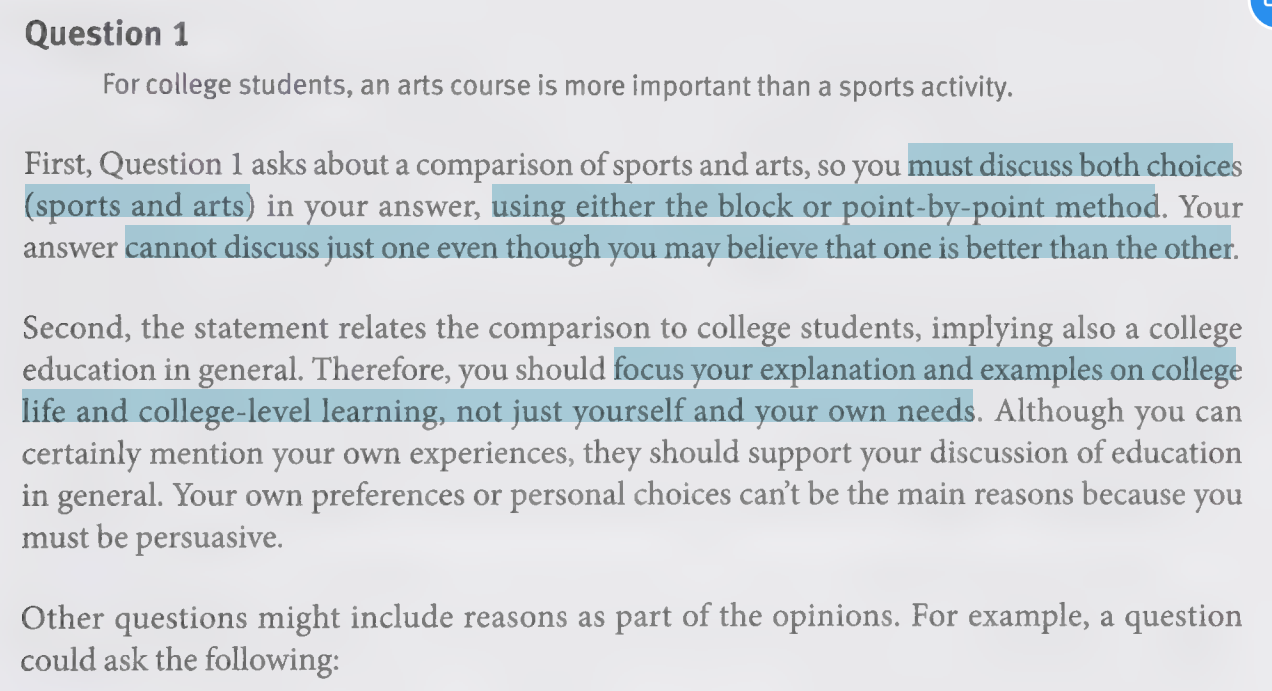 Question 1
For college students, an arts course is more important than a sports activity.
First, Question 1 asks about a comparison of sports and arts, so you must discuss both choices
(sports and arts) in your answer, using either the block or point-by-point method. Your
answer cannot discuss just one even though you may believe that one is better than the other.
Second, the statement relates the comparison to college students, implying also a college
education in general. Therefore, you should focus your explanation and examples on college
life and college-level learning, not just yourself and your own needs. Although you can
certainly mention your own experiences, they should support your discussion of education
in general. Your own preferences or personal choices can't be the main reasons because you
must be persuasive.
Other questions might include reasons as part of the opinions. For example, a question
could ask the following: